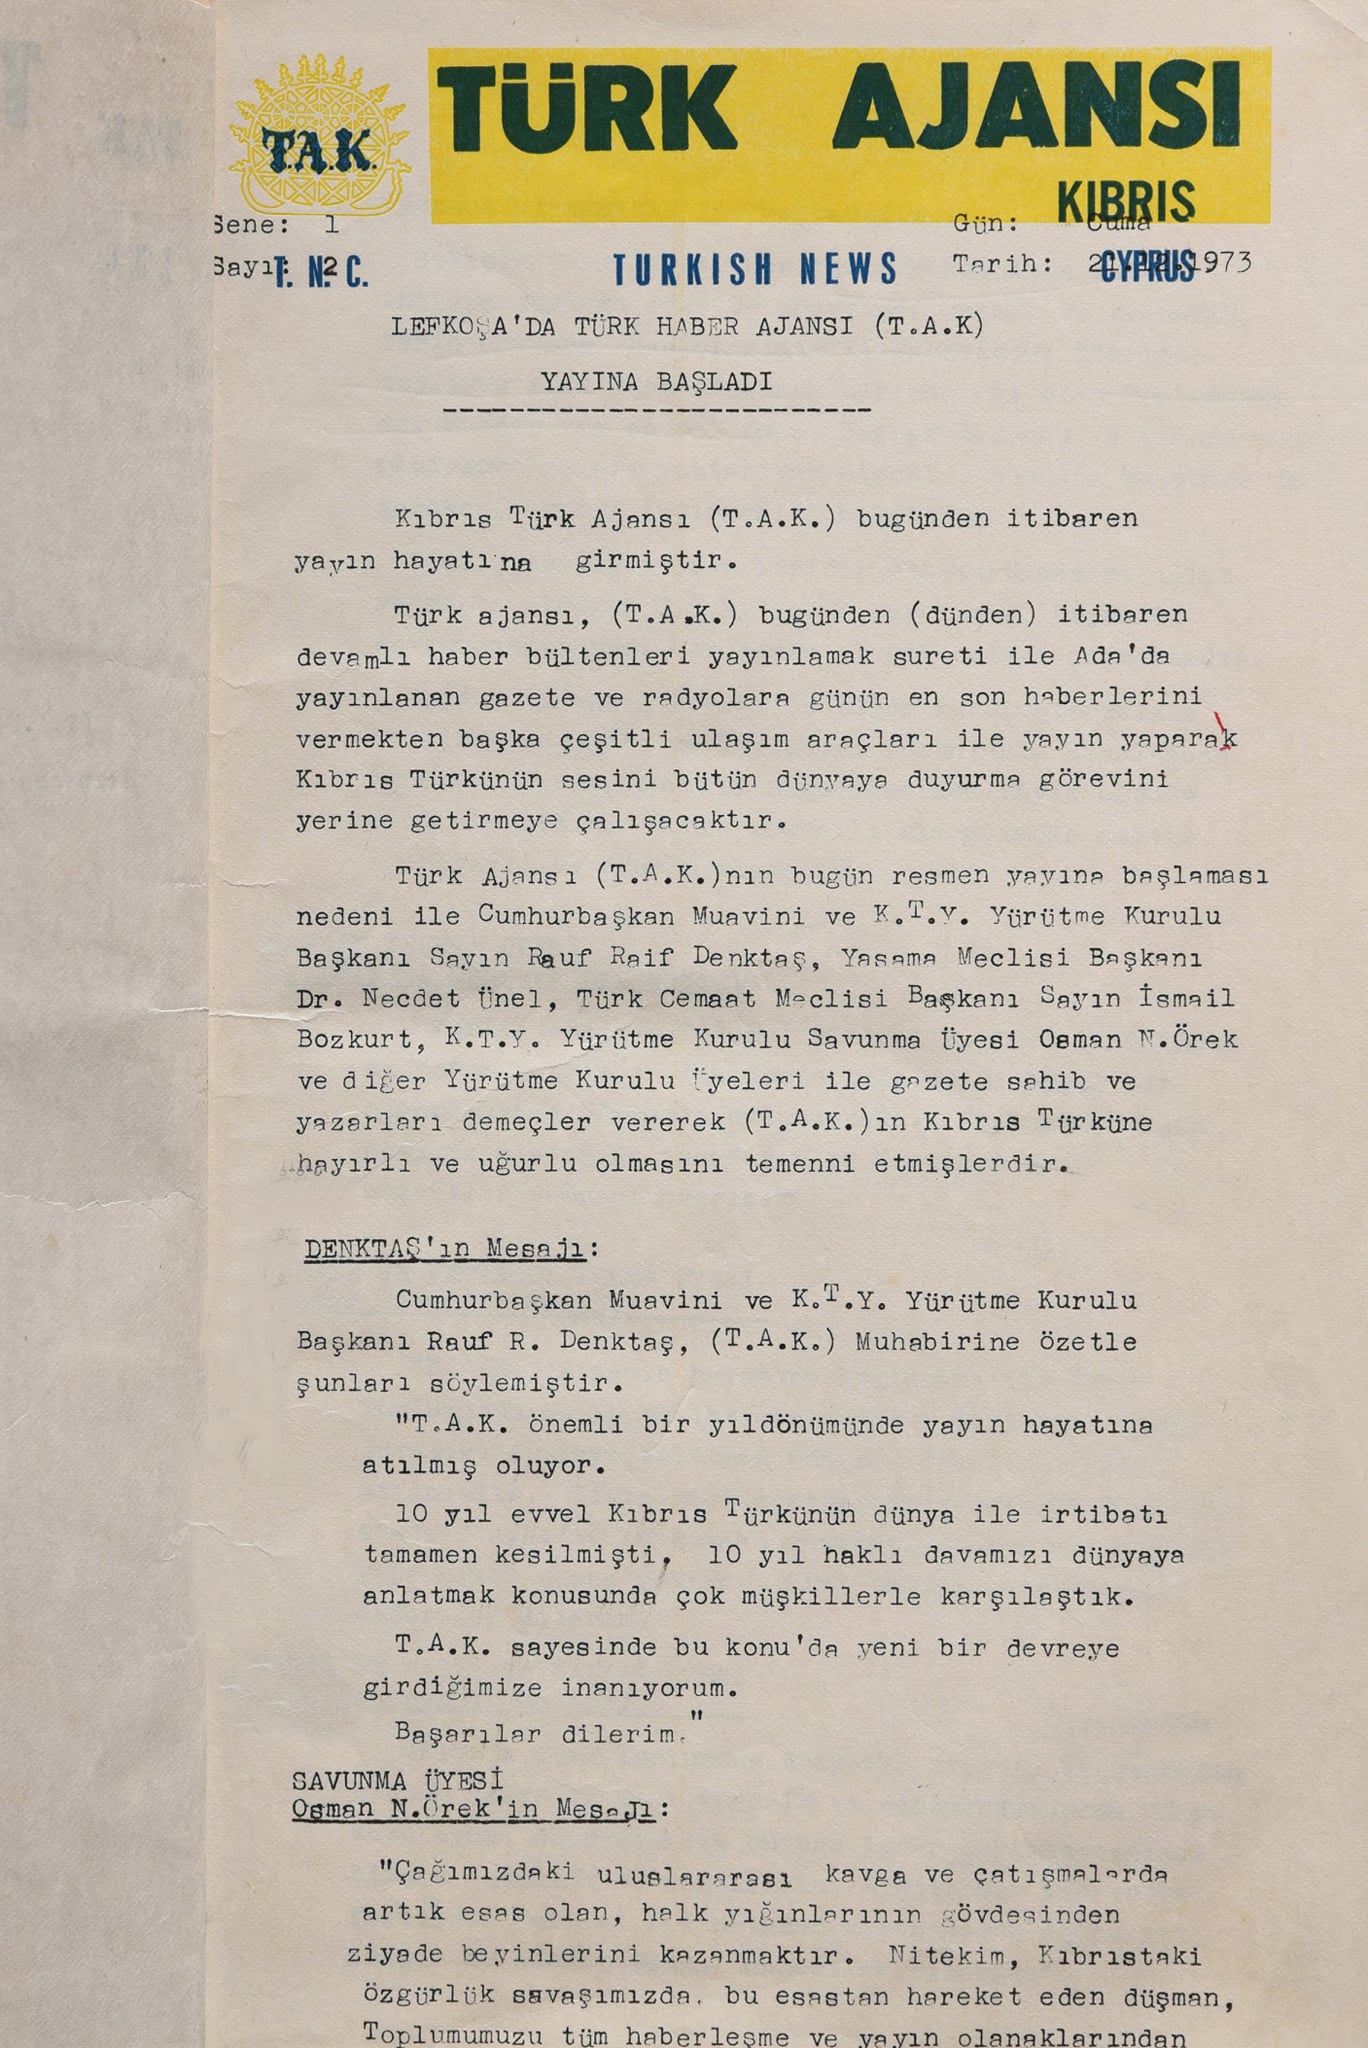 T.A.K.
TÜRK AJANSI
KIBRIS
Sene: 1 Gün: Cuma
Sayı: 2 Tarih: 21.12.1973
T. N. C. TURKISH NEWS CYPRUS
LEFKOŞA'DA TÜRK HABER AJANSI (T.A.K)
YAYINA BAŞLADI
Kıbrıs Türk Ajansı (T.A.K.) bugünden itibaren
yayın hayatına girmiştir.
Türk ajansı, (T.A.K.) bugünden (dünden) itibaren
devamlı haber bültenleri yayınlamak sureti ile Ada'da
yayınlanan gazete ve radyolara günün en son haberlerini
vermekten başka çeşitli ulaşım araçları ile yayın yaparak
Kıbrıs Türkünün sesini bütün dünyaya duyurma görevini
yerine getirmeye çalışacaktır.
Türk Ajansı (T.A.K.)nın bugün resmen yayına başlaması
nedeni ile Cumhurbaşkan Muavini ve K.T.Y. Yürütme Kurulu
Başkanı Sayın Rauf Raif Denktaş, Yasama Meclisi Başkanı
Dr. Necdet Ünel, Türk Cemaat Meclisi Başkanı Sayın İsmail
Bozkurt, K.T.Y. Yürütme Kurulu Savunma Üyesi Osman N.Örek
ve diğer Yürütme Kurulu Üyeleri ile gazete sahib ve
yazarları demeçler vererek (T.A.K.)ın Kıbrıs Türküne
hayırlı ve uğurlu olmasını temenni etmişlerdir.
DENKTAŞ'ın Mesajı:
Cumhurbaşkan Muavini ve K.T.Y. Yürütme Kurulu
Başkanı Rauf R. Denktaş, (T.A.K.) Muhabirine özetle
şunları söylemiştir.
"T.A.K. önemli bir yıldönümünde yayın hayatına
atılmış oluyor.
10 yıl evvel Kıbrıs Türkünün dünya ile irtibatı
tamamen kesilmişti, 10 yıl haklı davamızı dünyaya
anlatmak konusunda çok müşkillerle karşılaştık.
T.A.K. sayesinde bu konu'da yeni bir devreye
girdiğimize inanıyorum.
Başarılar dilerim."
SAVUNMA ÜYESİ
Osman N.Örek'in Mesajı:
"Çağımızdaki uluslararası kavga ve çatışmalarda
artık esas olan, halk yığınlarının gövdesinden
ziyade beyinlerini kazanmaktır. Nitekim, Kıbrıstaki
özgürlük savaşımızda, bu esastan hareket eden düşman,
Toplumumuzu tüm haberleşme ve yayın olanaklarından